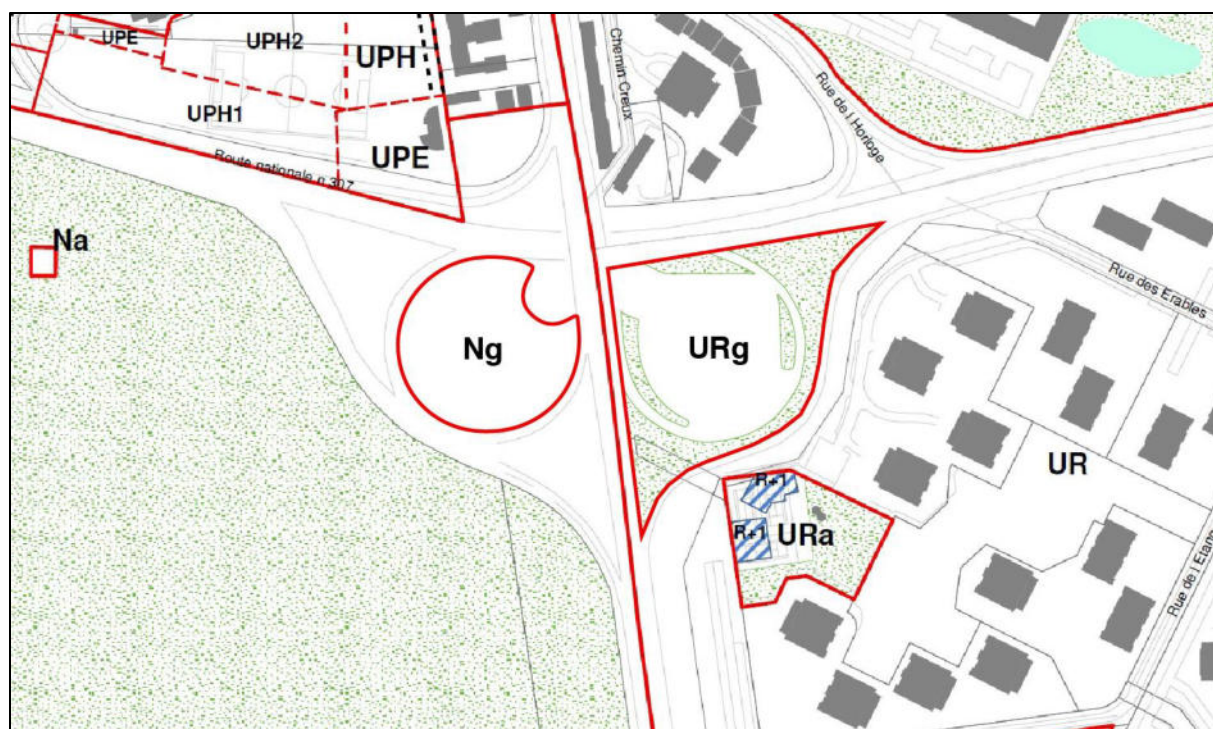 UPE
UPH2
UPH
UPH1
UPE
Route nationale n 307
Chemin Creux
Rue de l Horloge
Na
Ng
URg
Rue des Erables
UR
R+1
R+1
URa
Rue de l Etang